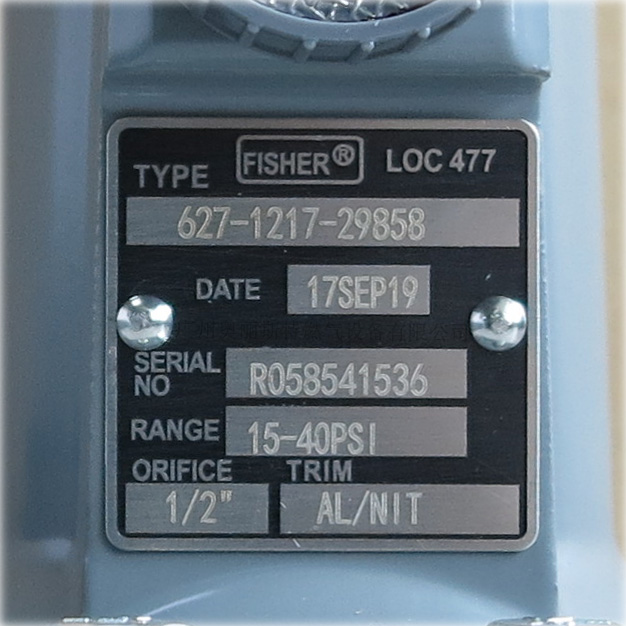 FISHER® LOC 477
TYPE
627-1217-29858
DATE 17SEP19
SERIAL
NO R058541536
RANGE 15-40PSI
ORIFICE TRIM
1/2" AL/NIT